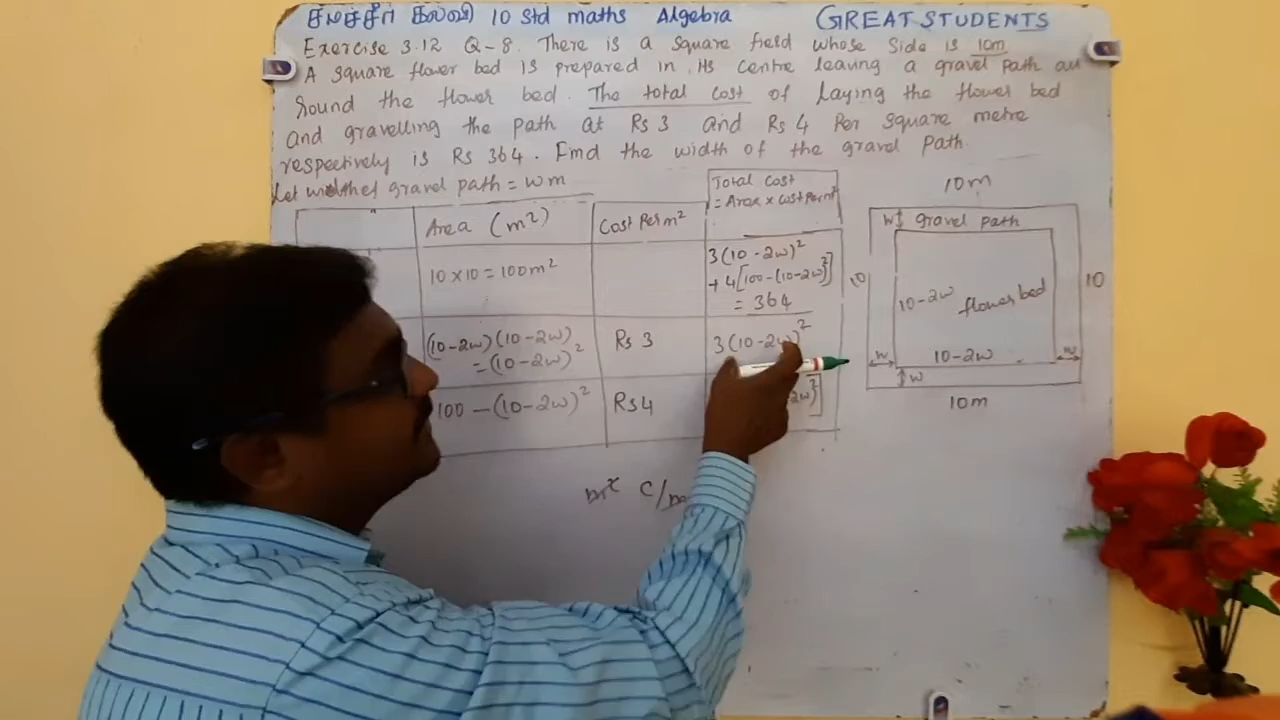 சமச்சீர் கல்வி 10 Std maths Algebra GREAT STUDENTS
Exercise 3.12 Q-8. There is a square field whose side is 10m
A square flower bed is prepared in its centre leaving a gravel path all
round the flower bed. The total cost of laying the flower bed
and gravelling the path at Rs 3 and Rs 4 Per square metre
respectively is Rs 364. Find the width of the gravel path.
Let width of gravel path = wm
Area (m²)
Cost Per m²
Total cost
= Area × cost per m²
10 × 10 = 100m²
3(10-2w)²
+ 4[100-(10-2w)²]
= 364
(10-2w)(10-2w)
= (10-2w)²
Rs 3
3(10-2w)²
100 - (10-2w)²
Rs 4
2w)²]
m² C/m
10m
w gravel path
10
10-2w flower bed
10
w
10-2w
w
w
10m